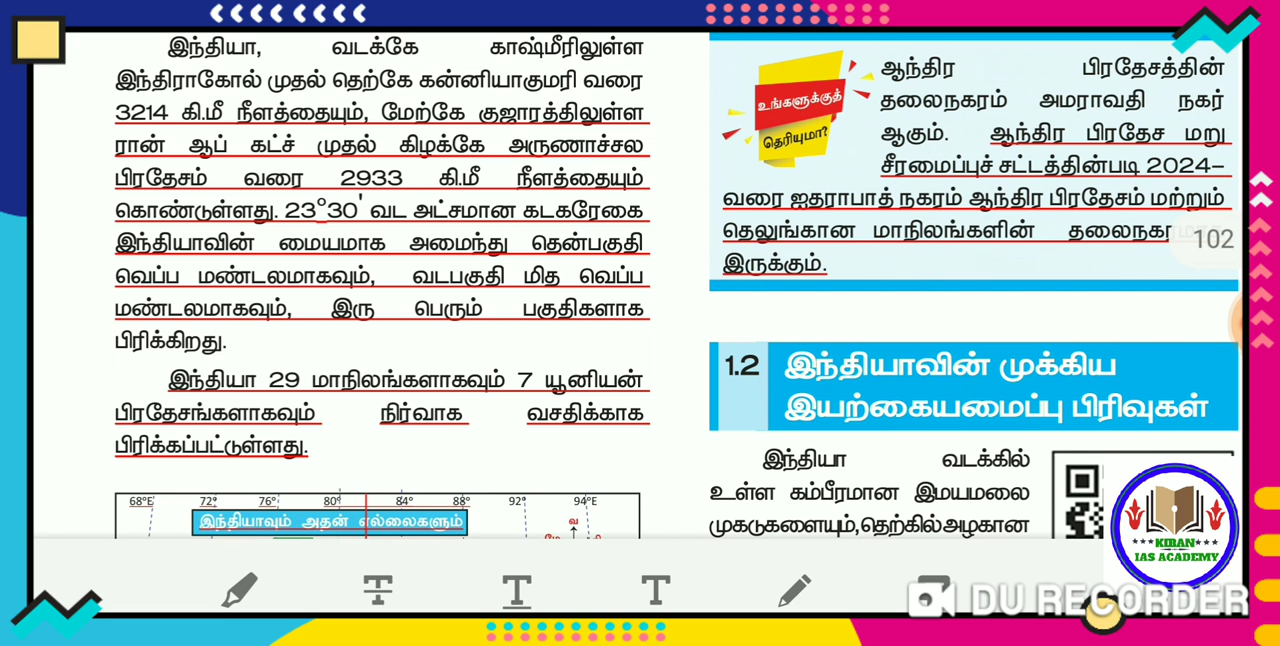 இந்தியா, வடக்கே காஷ்மீரிலுள்ள
இந்திராகோல் முதல் தெற்கே கன்னியாகுமரி வரை
3214 கி.மீ நீளத்தையும், மேற்கே குஜராத்திலுள்ள
ரான் ஆப் கட்ச் முதல் கிழக்கே அருணாச்சல
பிரதேசம் வரை 2933 கி.மீ நீளத்தையும்
கொண்டுள்ளது. 23°30' வட அட்சமான கடகரேகை
இந்தியாவின் மையமாக அமைந்து தென்பகுதி
வெப்ப மண்டலமாகவும், வடபகுதி மித வெப்ப
மண்டலமாகவும், இரு பெரும் பகுதிகளாக
பிரிக்கிறது.
இந்தியா 29 மாநிலங்களாகவும் 7 யூனியன்
பிரதேசங்களாகவும் நிர்வாக வசதிக்காக
பிரிக்கப்பட்டுள்ளது.
68°E 72° 76° 80° 84° 88° 92° 94°E
இந்தியாவும் அதன் எல்லைகளும்
வ
உங்களுக்குத்
தெரியுமா?
ஆந்திர பிரதேசத்தின்
தலைநகரம் அமராவதி நகர்
ஆகும். ஆந்திர பிரதேச மறு
சீரமைப்புச் சட்டத்தின்படி 2024–
வரை ஐதராபாத் நகரம் ஆந்திர பிரதேசம் மற்றும்
தெலுங்கான மாநிலங்களின்
இருக்கும்.
102
1.2 இந்தியாவின் முக்கிய
இயற்கையமைப்பு பிரிவுகள்
இந்தியா வடக்கில்
உள்ள கம்பீரமான இமயமலை
முகடுகளையும்,தெற்கில்அழகான
KIRAN
IAS ACADEMY
T T T
DU RECORDER